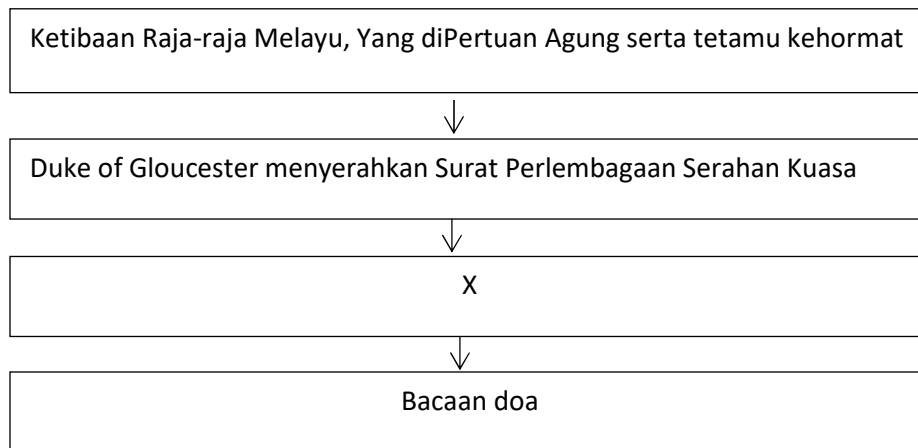 Ketibaan Raja-raja Melayu, Yang diPertuan Agung serta tetamu kehormat
Duke of Gloucester menyerahkan Surat Perlembagaan Serahan Kuasa
X
Bacaan doa